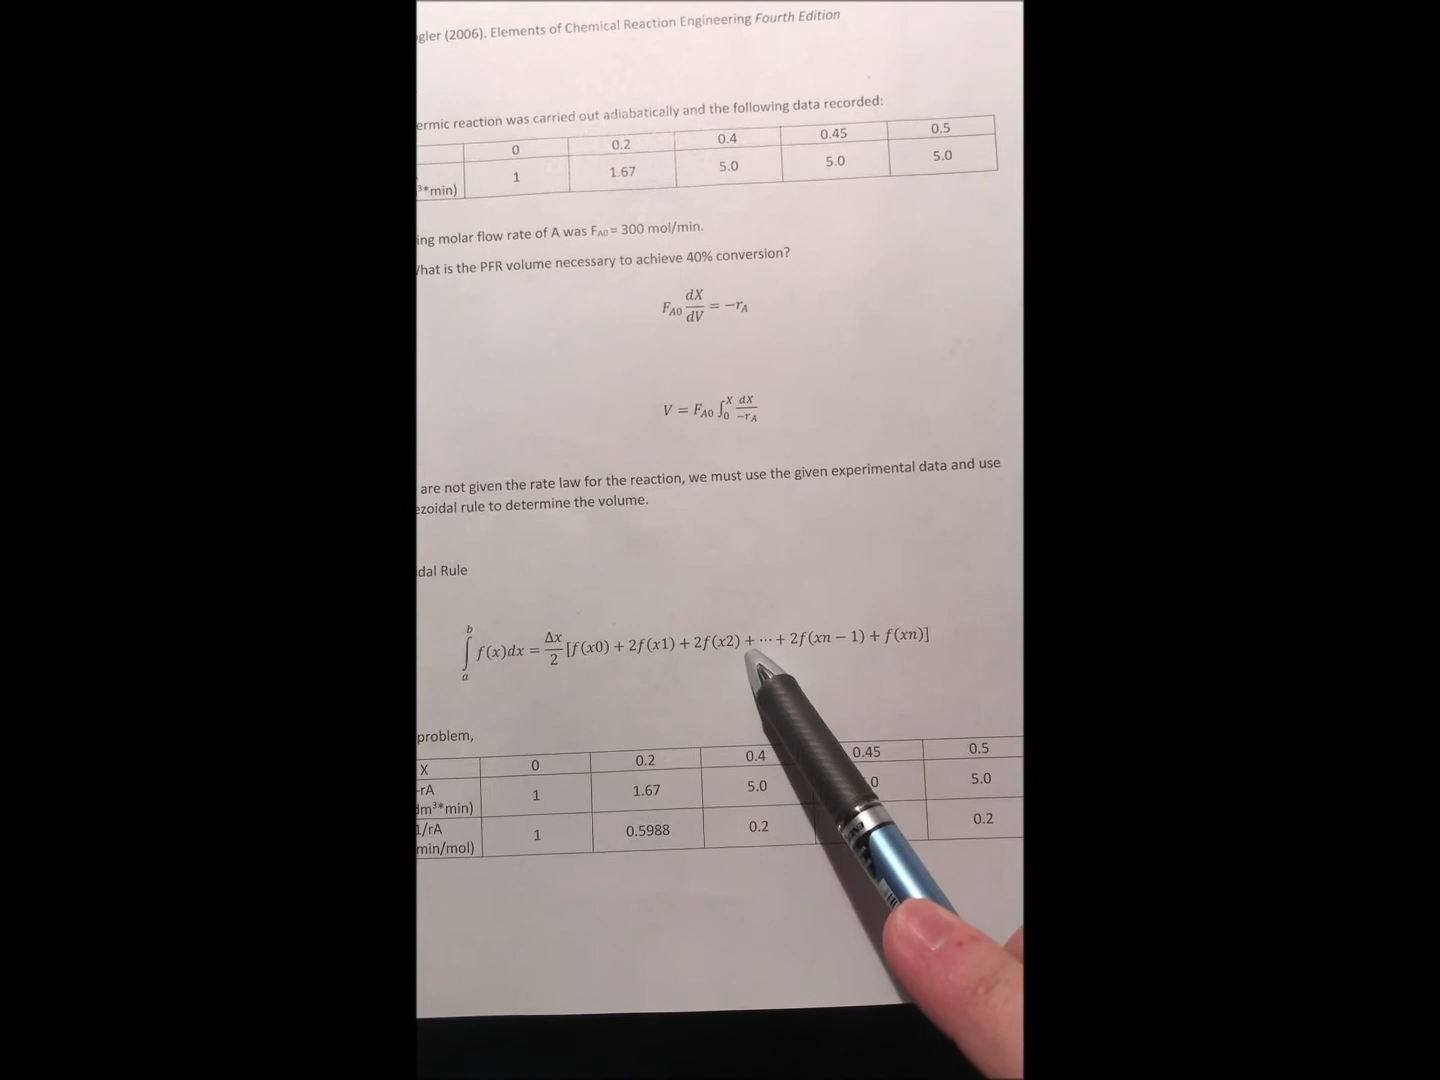 gler (2006). Elements of Chemical Reaction Engineering Fourth Edition
ermic reaction was carried out adiabatically and the following data recorded:
0 0.2 0.4 0.45 0.5
³*min) 1 1.67 5.0 5.0 5.0
ing molar flow rate of A was F_A0 = 300 mol/min.
hat is the PFR volume necessary to achieve 40% conversion?
F_A0 dX/dV = −r_A
V = F_A0 ∫_0^X dX/−r_A
are not given the rate law for the reaction, we must use the given experimental data and use
ezoidal rule to determine the volume.
dal Rule
∫_a^b f(x)dx = Δx/2 [f(x0) + 2f(x1) + 2f(x2) + ⋯ + 2f(xn − 1) + f(xn)]
problem,
X 0 0.2 0.4 0.45 0.5
-rA
dm³*min) 1 1.67 5.0 0 5.0
1/rA
min/mol) 1 0.5988 0.2 0.2